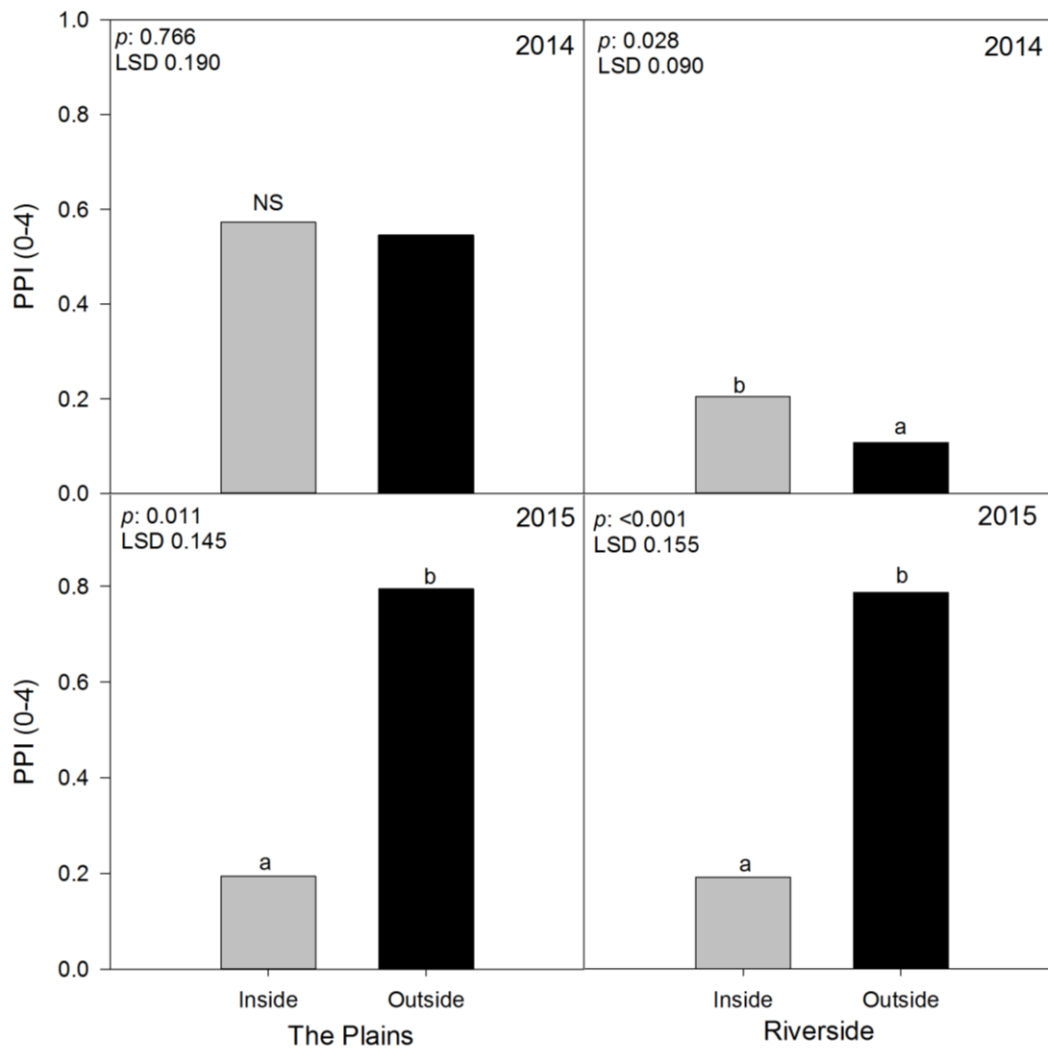 1.0
p: 0.766
LSD 0.190
2014
p: 0.028
LSD 0.090
2014
0.8
0.6
0.4
0.2
0.0
PPI (0-4)
NS
b
a
p: 0.011
LSD 0.145
2015
p: <0.001
LSD 0.155
2015
0.8
0.6
0.4
0.2
0.0
PPI (0-4)
a
b
a
b
Inside
Outside
Inside
Outside
The Plains
Riverside